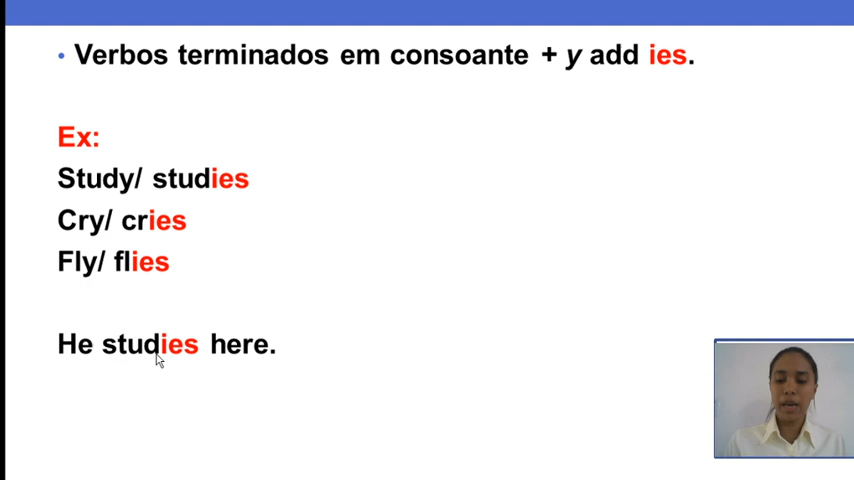 • Verbos terminados em consoante + y add ies.
Ex:
Study/ studies
Cry/ cries
Fly/ flies
He studies here.